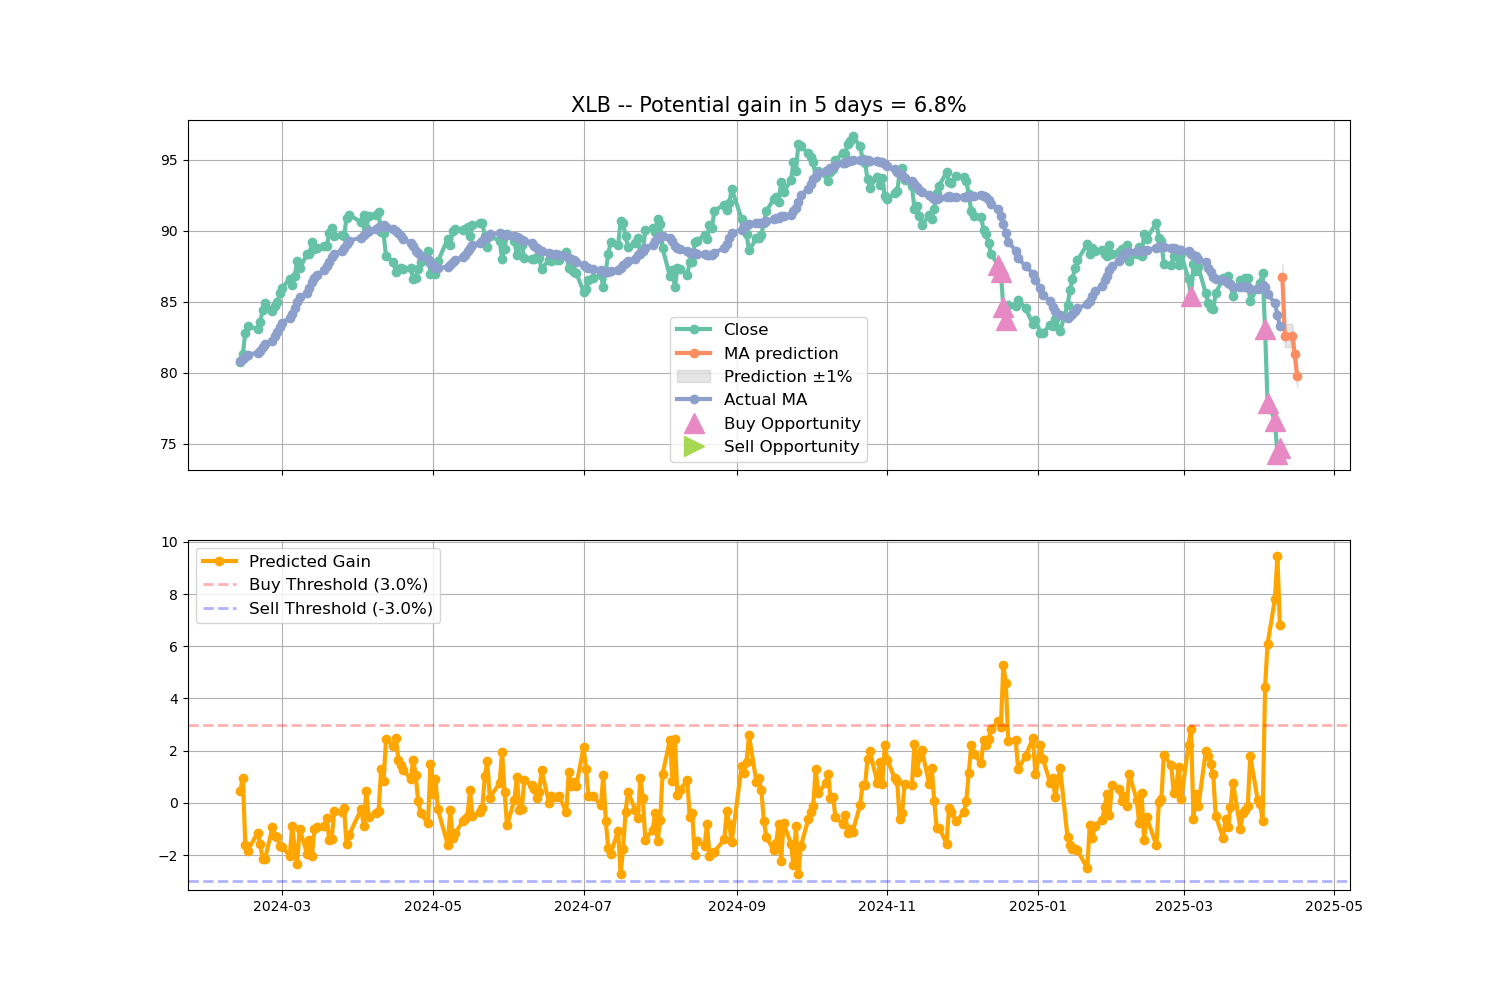 XLB -- Potential gain in 5 days = 6.8%
95
90
85
80
75
Close
MA prediction
Prediction ±1%
Actual MA
Buy Opportunity
Sell Opportunity
10
8
6
4
2
0
−2
Predicted Gain
Buy Threshold (3.0%)
Sell Threshold (-3.0%)
2024-03 2024-05 2024-07 2024-09 2024-11 2025-01 2025-03 2025-05